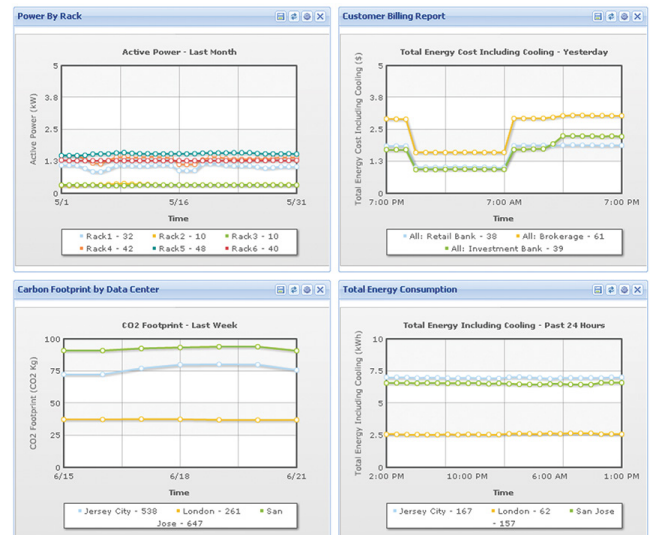 Power By Rack
Active Power - Last Month
Active Power (kW)
5
3.8
2.5
1.3
0
5/1 5/16 5/31
Time
Rack1 - 32 Rack2 - 10 Rack3 - 10
Rack4 - 42 Rack5 - 48 Rack6 - 40
Customer Billing Report
Total Energy Cost Including Cooling - Yesterday
Total Energy Cost Including Cooling ($)
5
3.8
2.5
1.3
0
7:00 PM 7:00 AM 7:00 PM
Time
All: Retail Bank - 38 All: Brokerage - 61
All: Investment Bank - 39
Carbon Footprint by Data Center
CO2 Footprint - Last Week
CO2 Footprint (CO2 Kg)
100
75
50
25
0
6/15 6/18 6/21
Time
Jersey City - 538 London - 261 San
Jose - 647
Total Energy Consumption
Total Energy Including Cooling - Past 24 Hours
Total Energy Including Cooling (kWh)
10
7.5
5
2.5
0
2:00 PM 10:00 PM 6:00 AM 1:00 PM
Time
Jersey City - 167 London - 62 San Jose
- 157